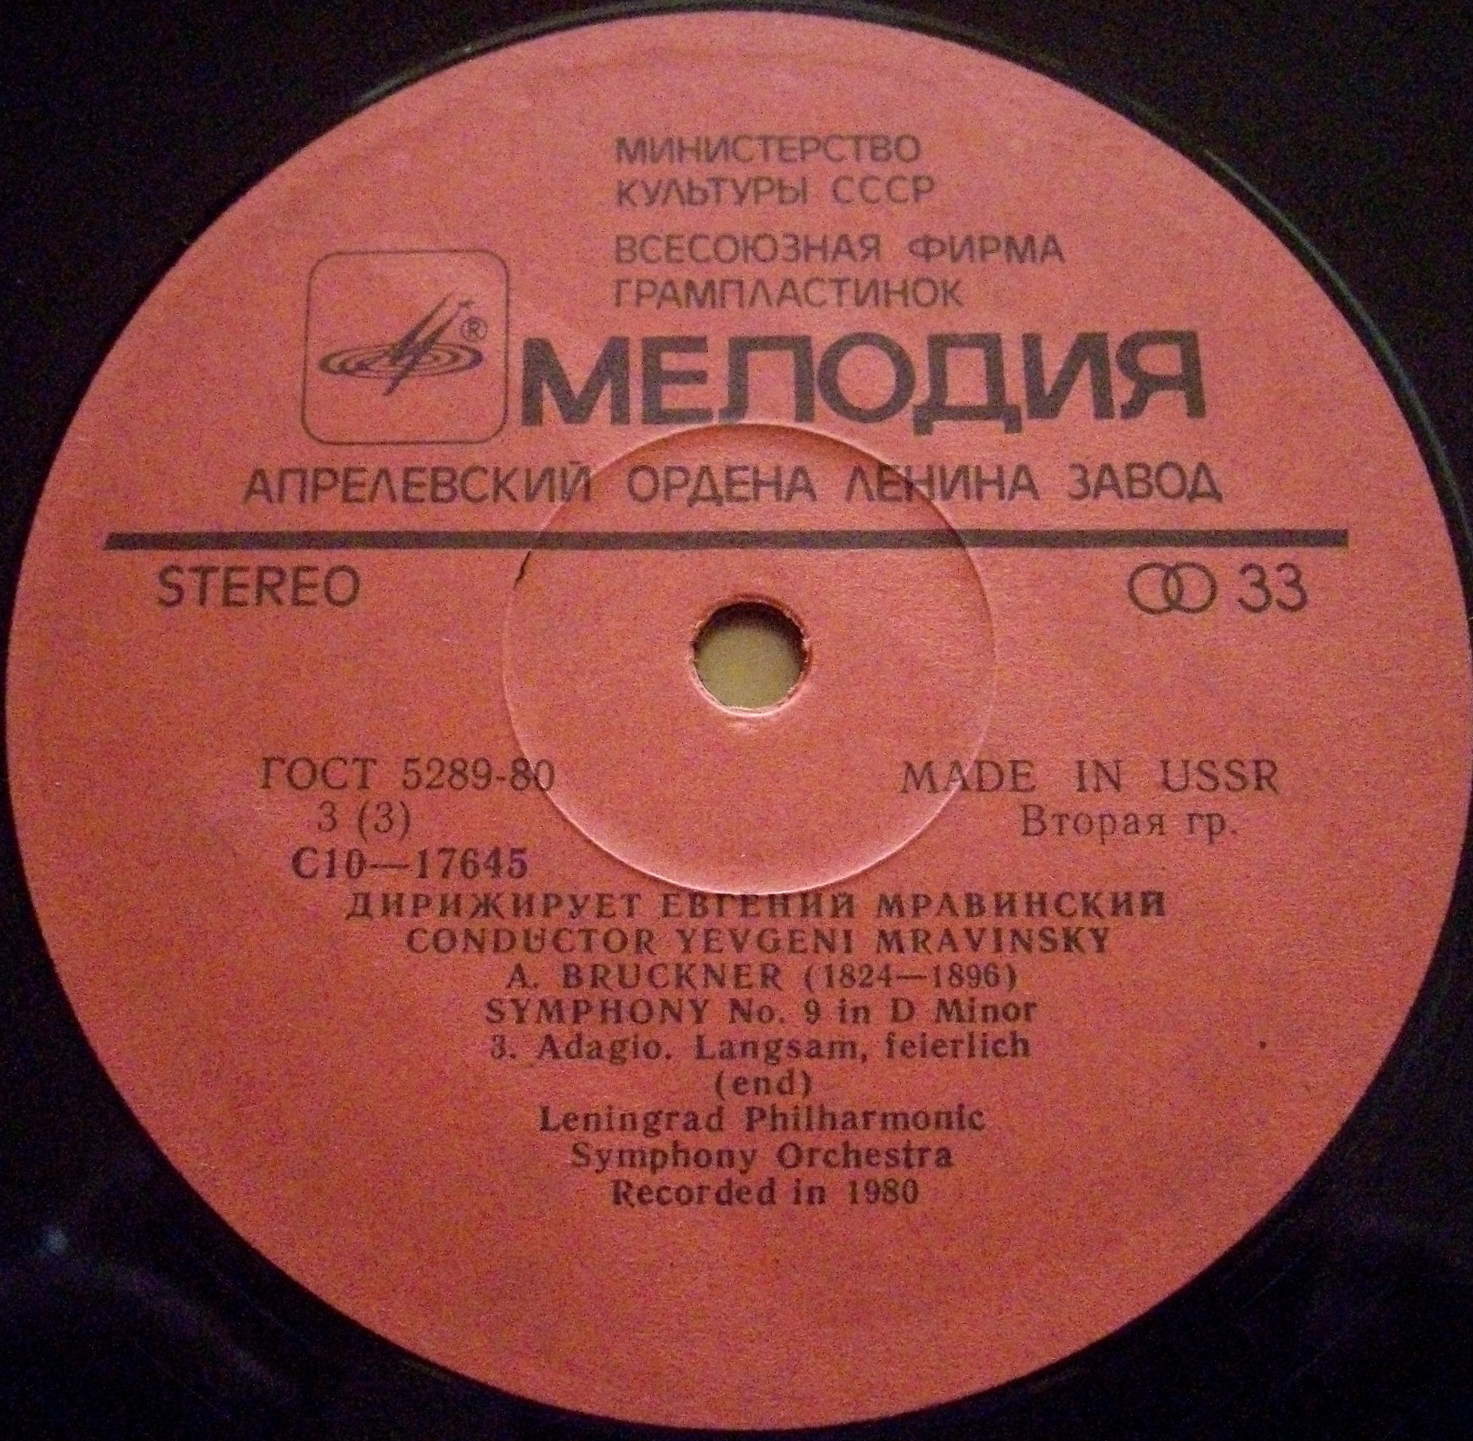 МИНИСТЕРСТВО
КУЛЬТУРЫ СССР
ВСЕСОЮЗНАЯ ФИРМА
ГРАМПЛАСТИНОК
®
МЕЛОДИЯ
АПРЕЛЕВСКИЙ ОРДЕНА ЛЕНИНА ЗАВОД
STEREO 33
ГОСТ 5289-80 MADE IN USSR
3 (3) Вторая гр.
С10—17645
ДИРИЖИРУЕТ ЕВГЕНИЙ МРАВИНСКИЙ
CONDUCTOR YEVGENI MRAVINSKY
A. BRUCKNER (1824—1896)
SYMPHONY No. 9 in D Minor
3. Adagio. Langsam, feierlich
(end)
Leningrad Philharmonic
Symphony Orchestra
Recorded in 1980